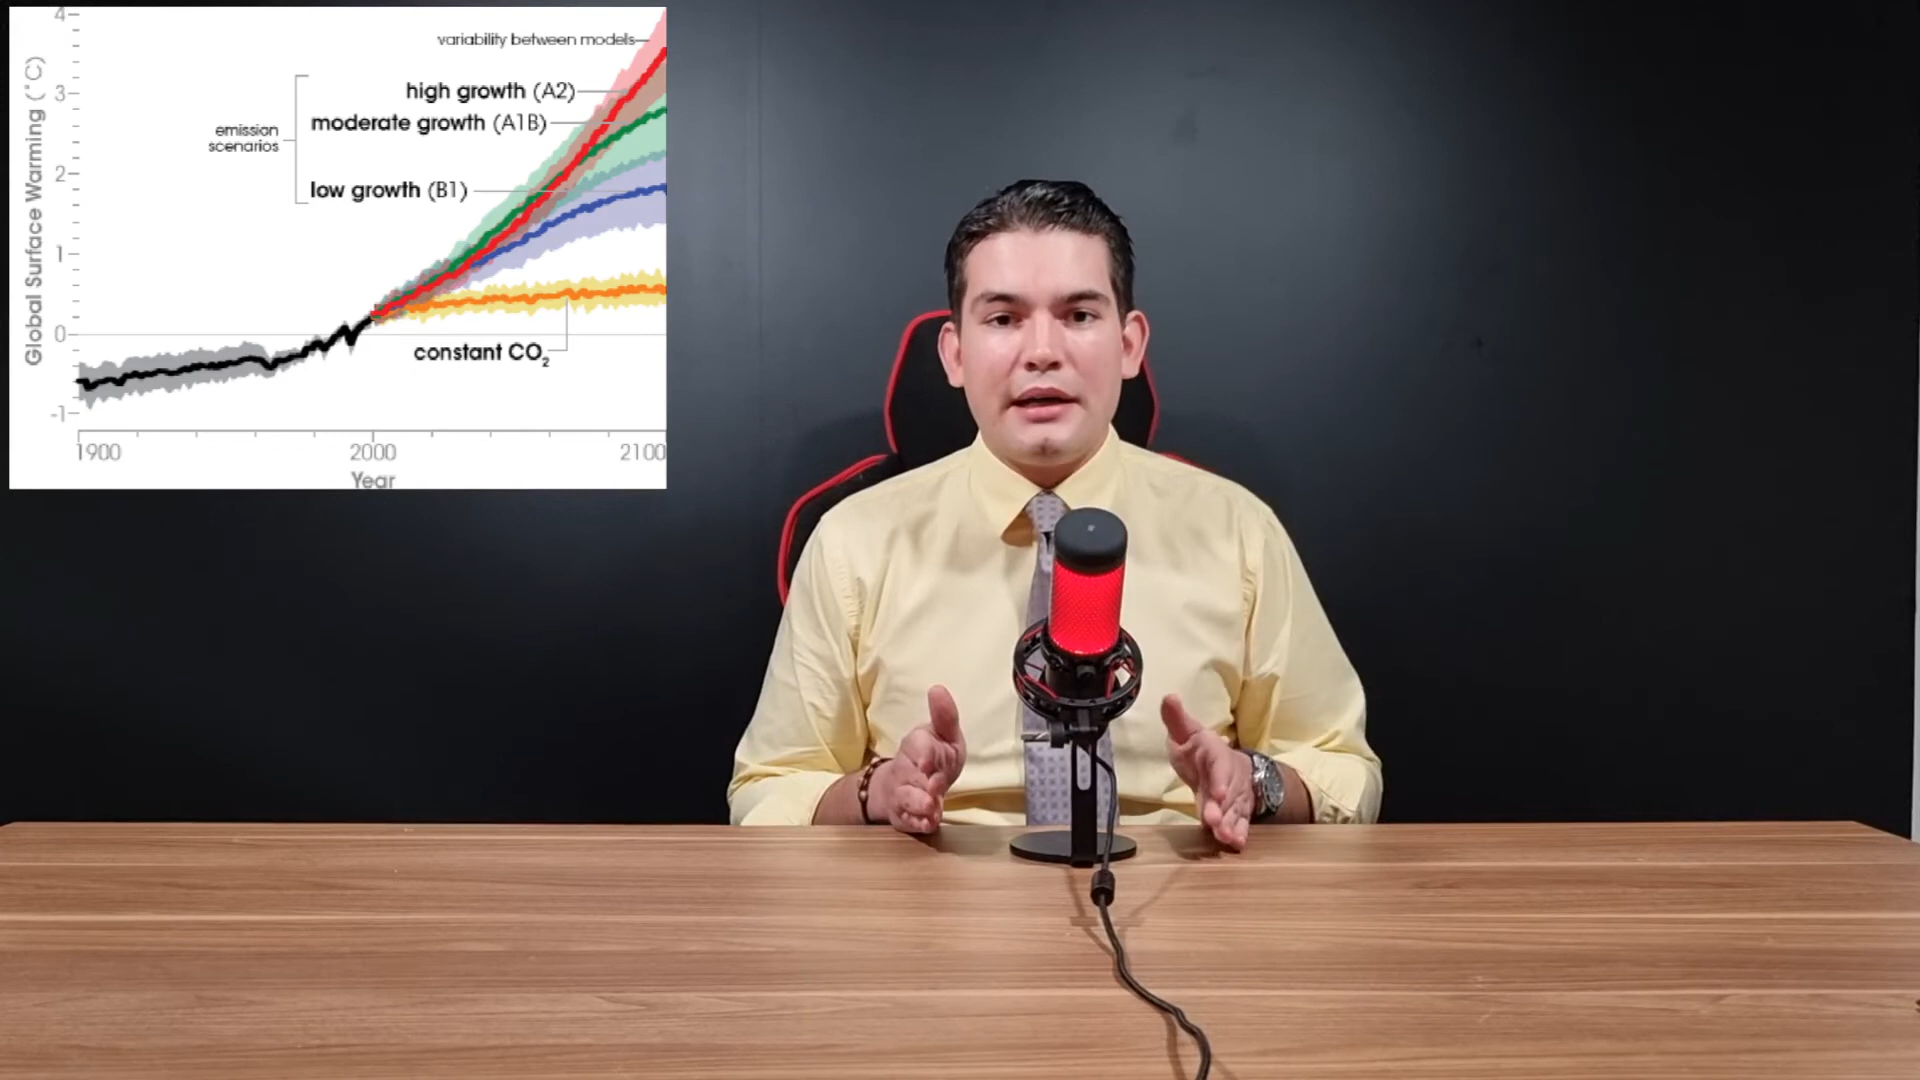 4
variability between models
high growth (A2)
3
moderate growth (A1B)
emission
scenarios
2
low growth (B1)
1
0
constant CO2
-1
1900 2000 2100
Year
Global Surface Warming (°C)